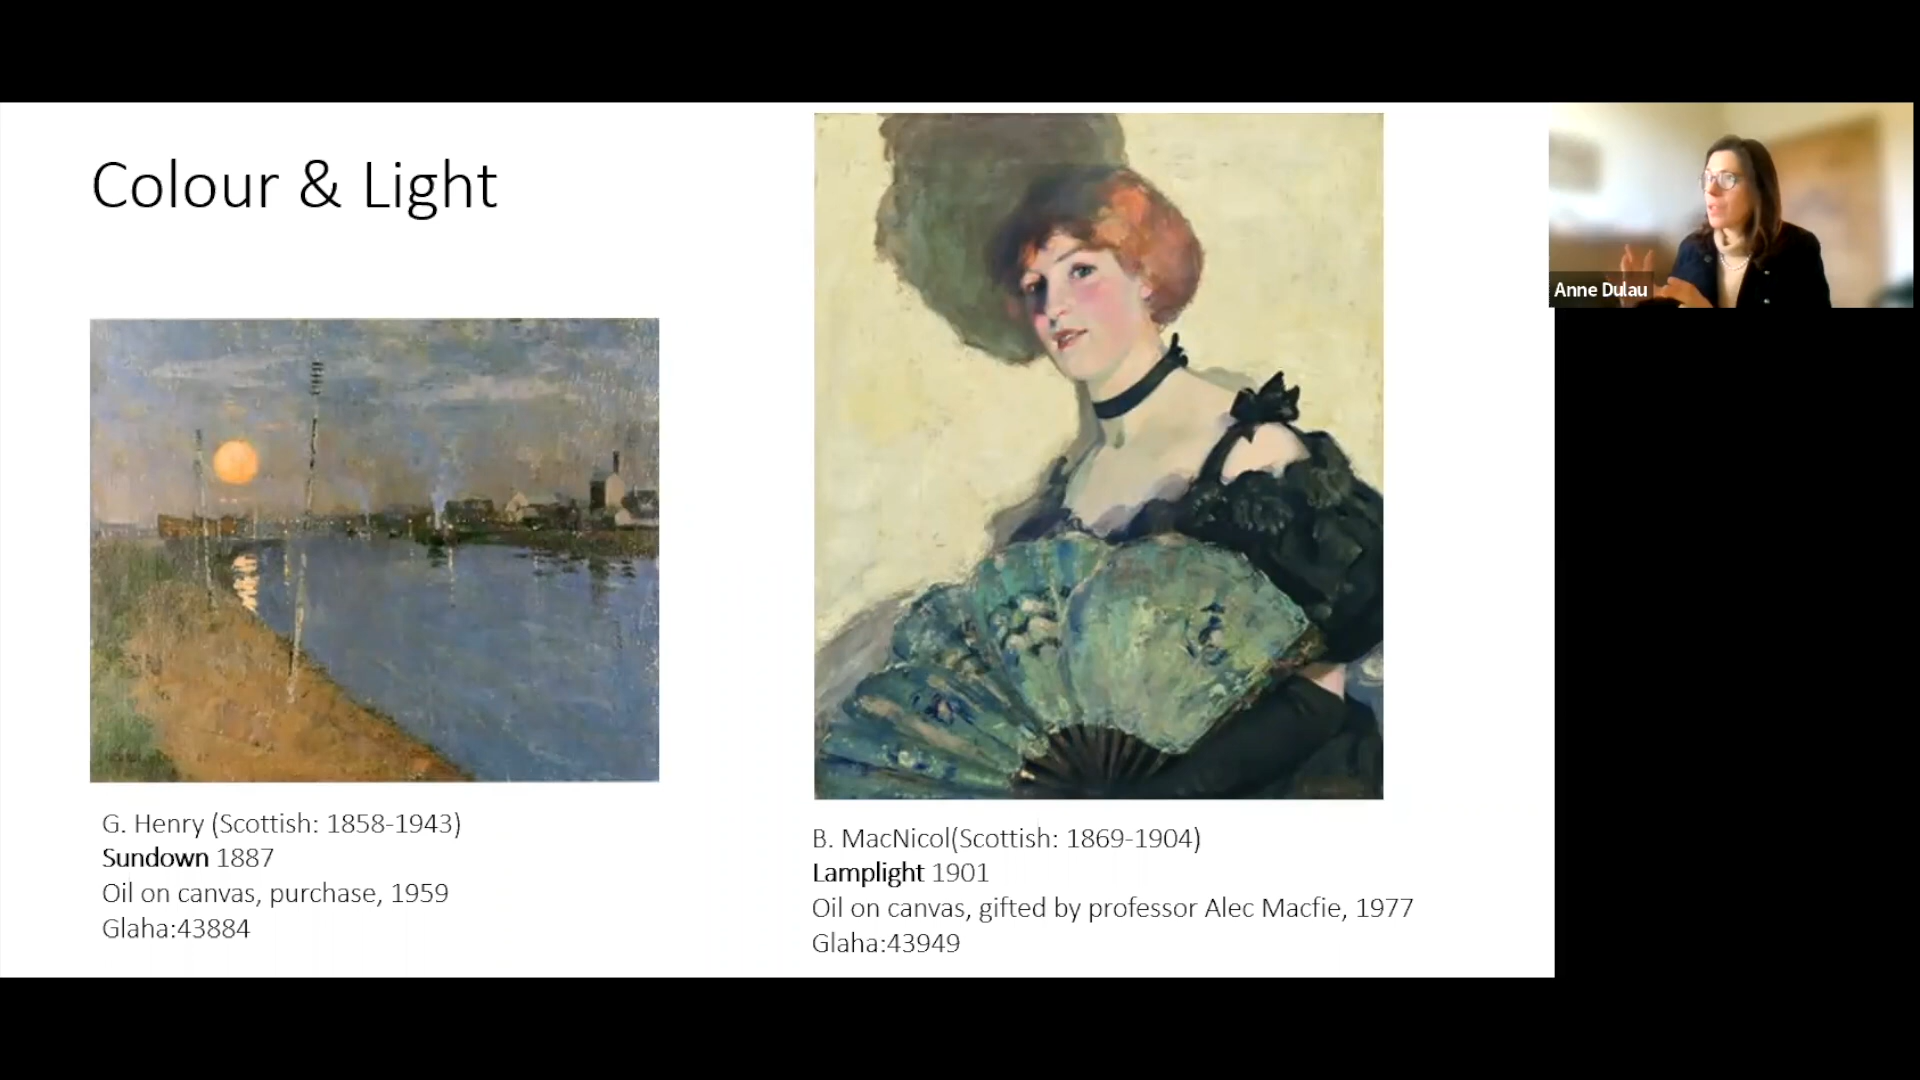 Colour & Light
G. Henry (Scottish: 1858-1943)
Sundown 1887
Oil on canvas, purchase, 1959
Glaha:43884
B. MacNicol(Scottish: 1869-1904)
Lamplight 1901
Oil on canvas, gifted by professor Alec Macfie, 1977
Glaha:43949
Anne Dulau